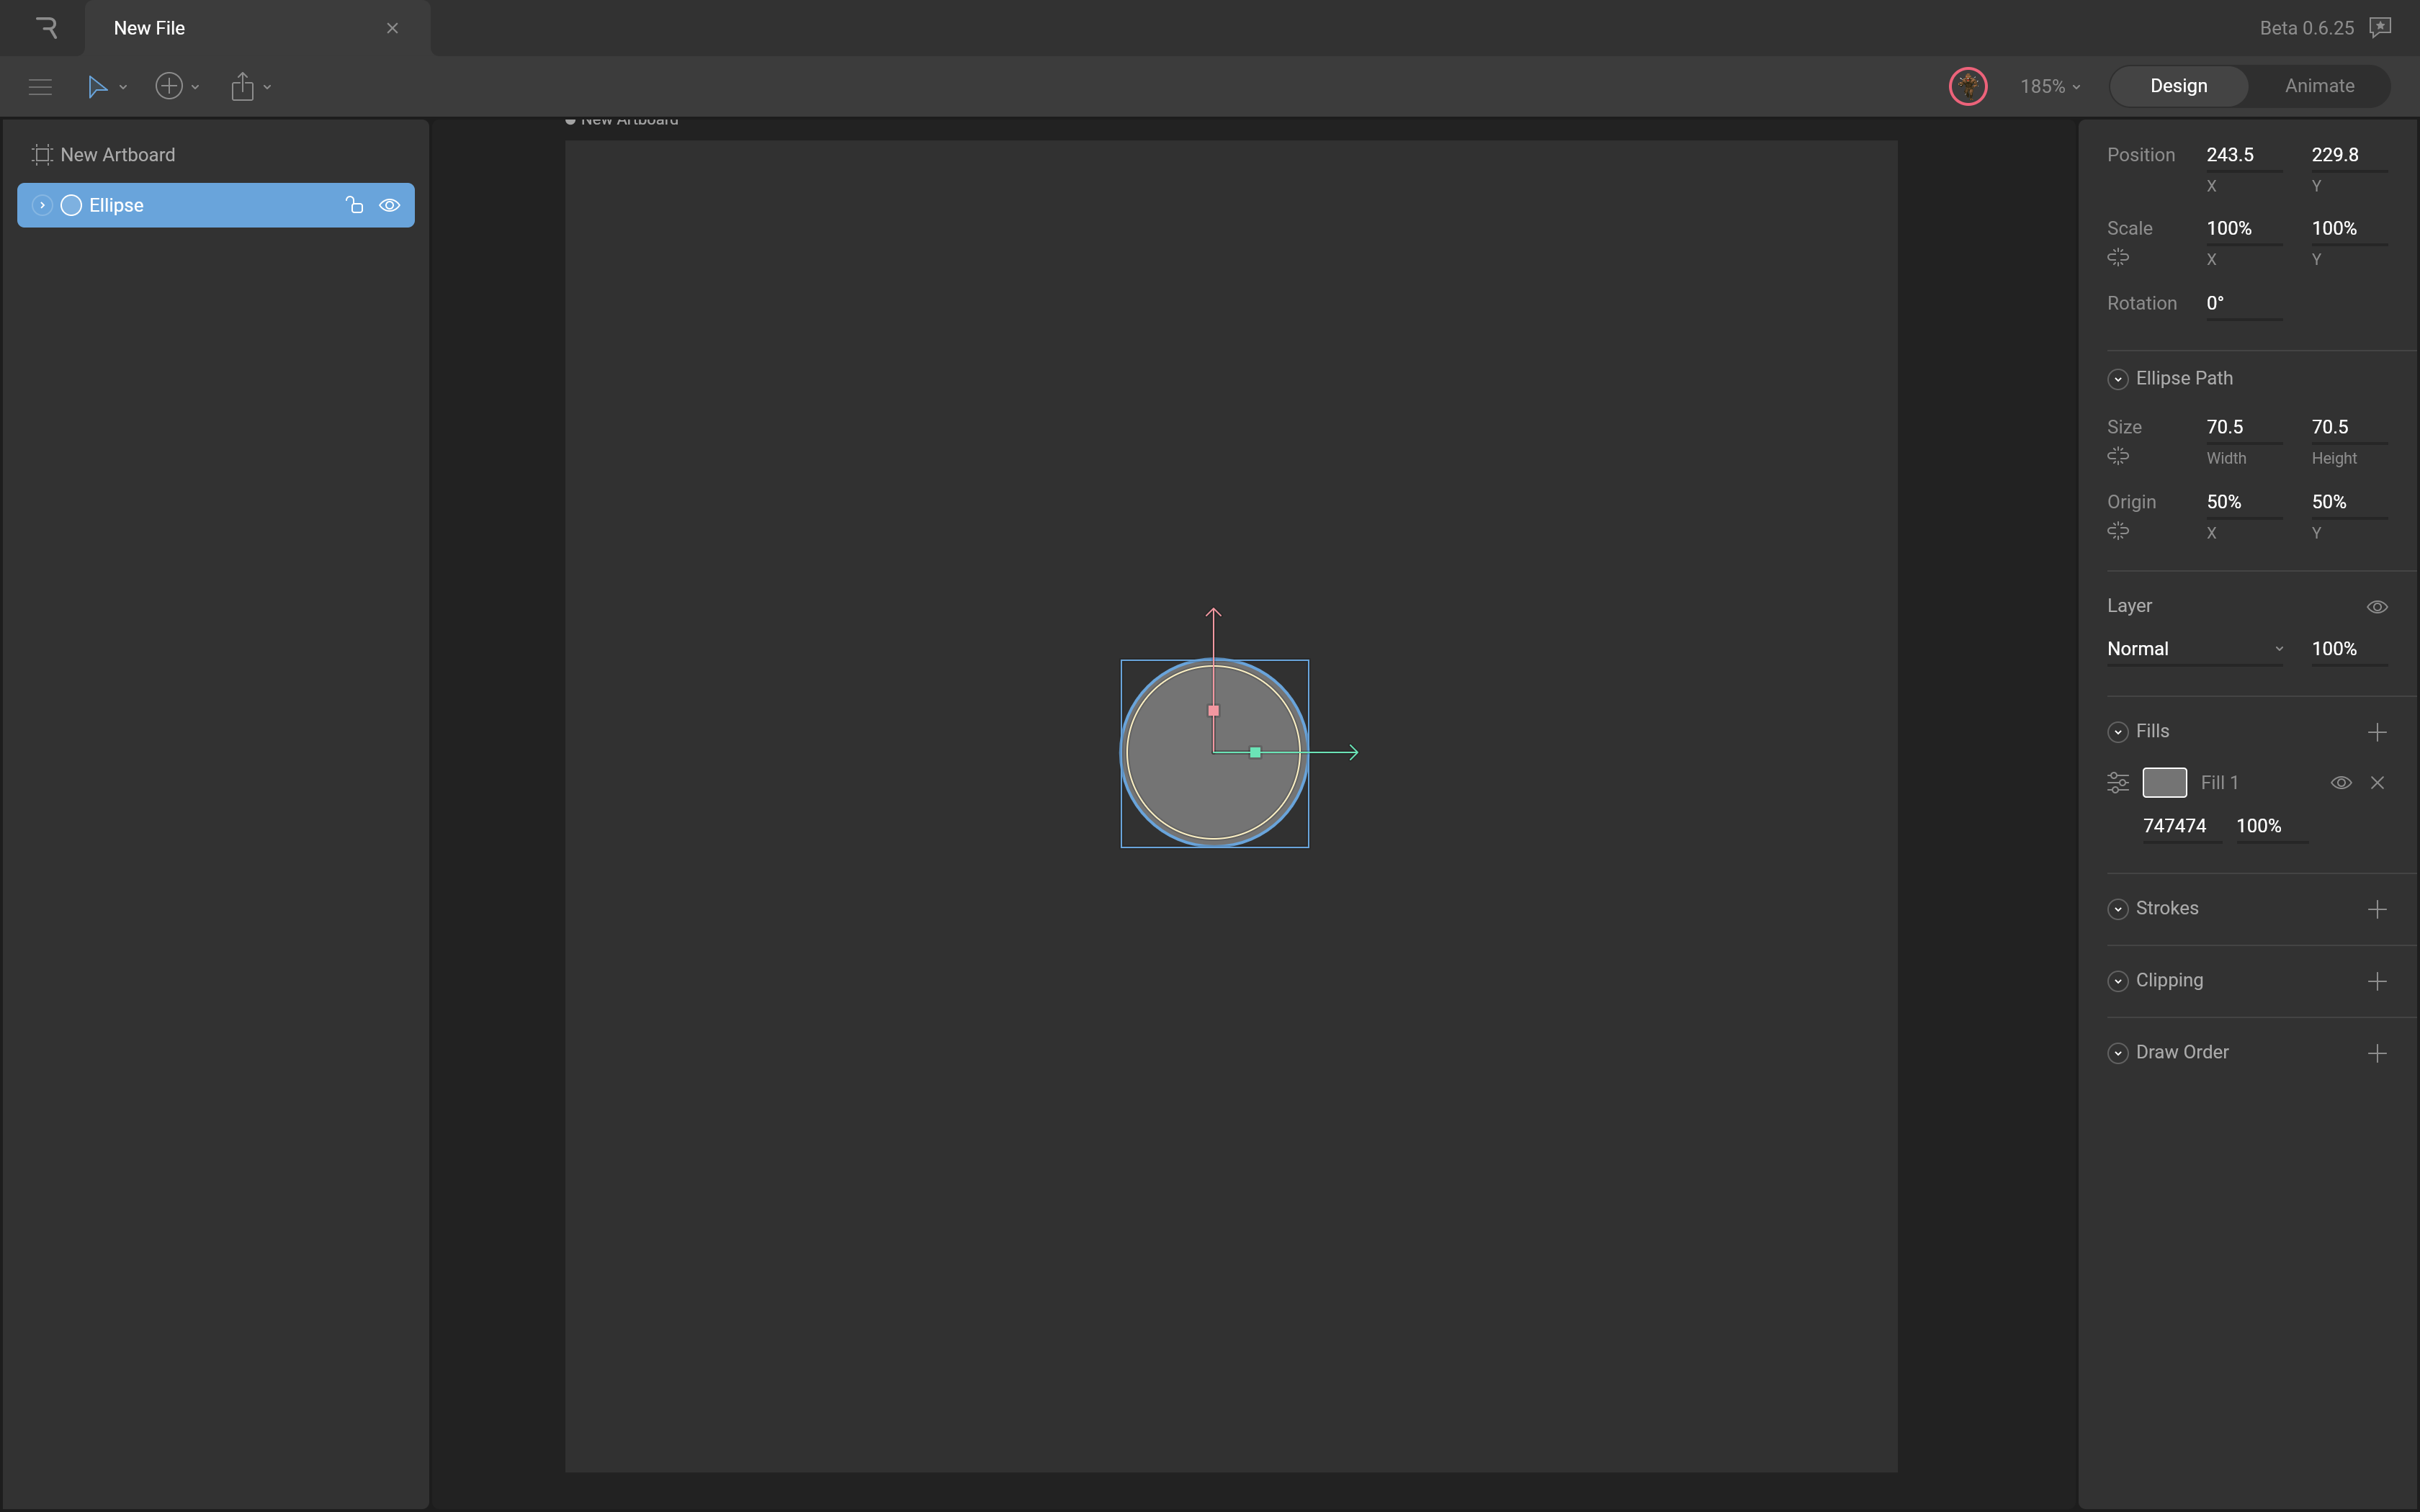 New File
Beta 0.6.25
185%
Design
Animate
New Artboard
Ellipse
New Artboard
Position 243.5 229.8
X Y
Scale 100% 100%
X Y
Rotation 0°
Ellipse Path
Size 70.5 70.5
Width Height
Origin 50% 50%
X Y
Layer
Normal 100%
Fills
Fill 1
747474 100%
Strokes
Clipping
Draw Order